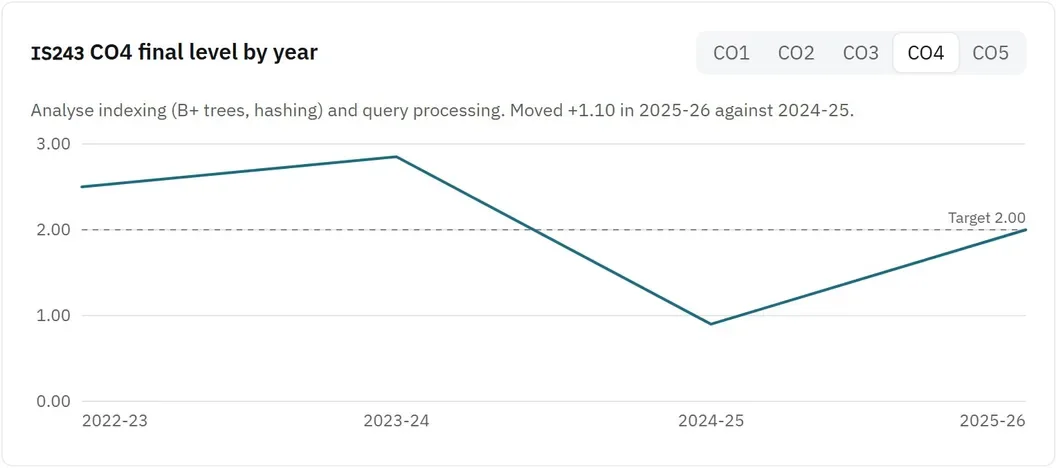 IS243 CO4 final level by year
CO1 CO2 CO3 CO4 CO5
Analyse indexing (B+ trees, hashing) and query processing. Moved +1.10 in 2025-26 against 2024-25.
3.00
Target 2.00
2.00
1.00
0.00
2022-23 2023-24 2024-25 2025-26